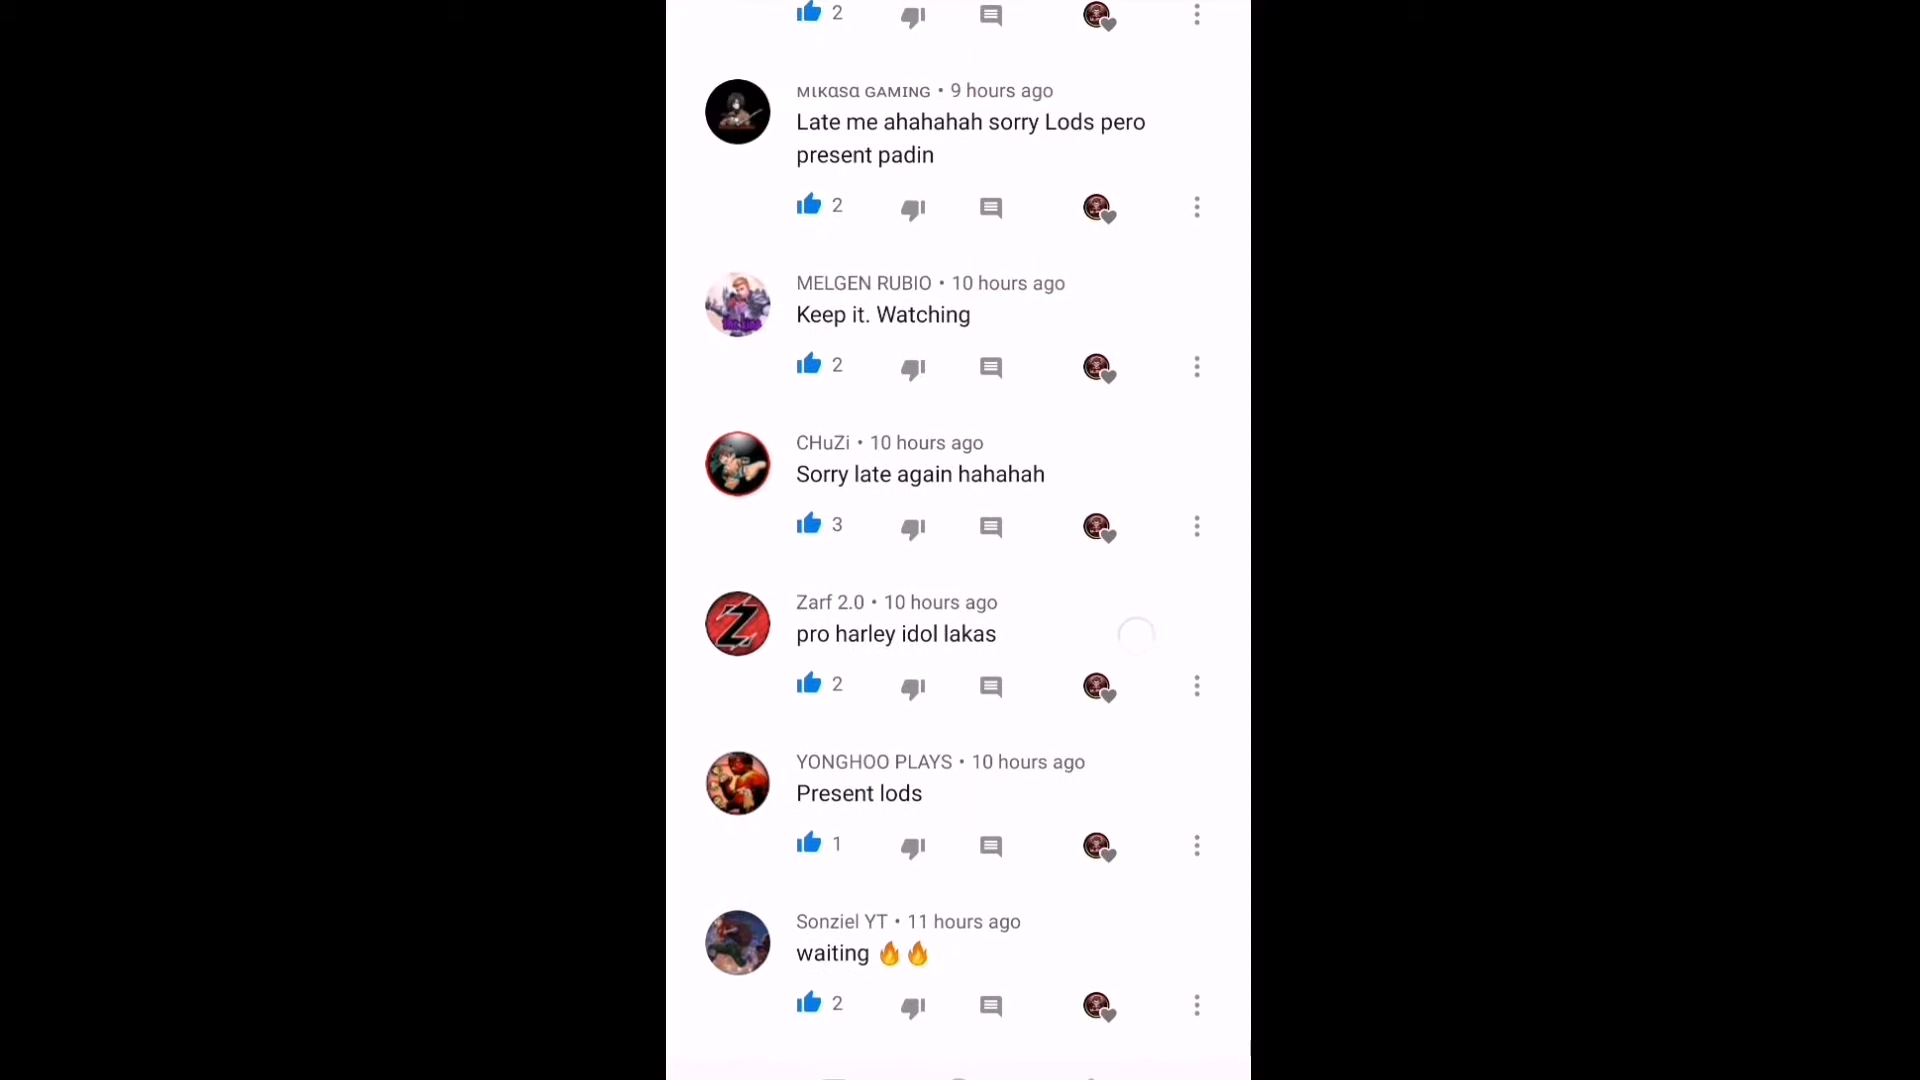 2
Mιkαsα GAMING • 9 hours ago
Late me ahahahah sorry Lods pero
present padin
2
MELGEN RUBIO • 10 hours ago
Keep it. Watching
2
CHuZi • 10 hours ago
Sorry late again hahahah
3
Zarf 2.0 • 10 hours ago
pro harley idol lakas
2
YONGHOO PLAYS • 10 hours ago
Present lods
1
Sonziel YT • 11 hours ago
waiting 🔥🔥
2